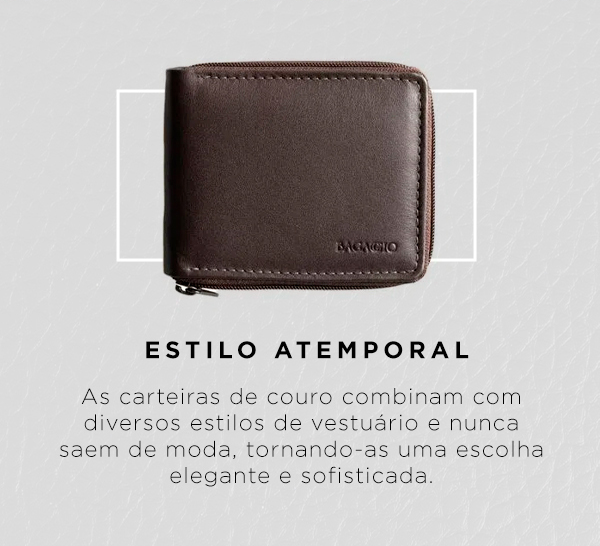 BAGAGGIO
ESTILO ATEMPORAL
As carteiras de couro combinam com
diversos estilos de vestuário e nunca
saem de moda, tornando-as uma escolha
elegante e sofisticada.